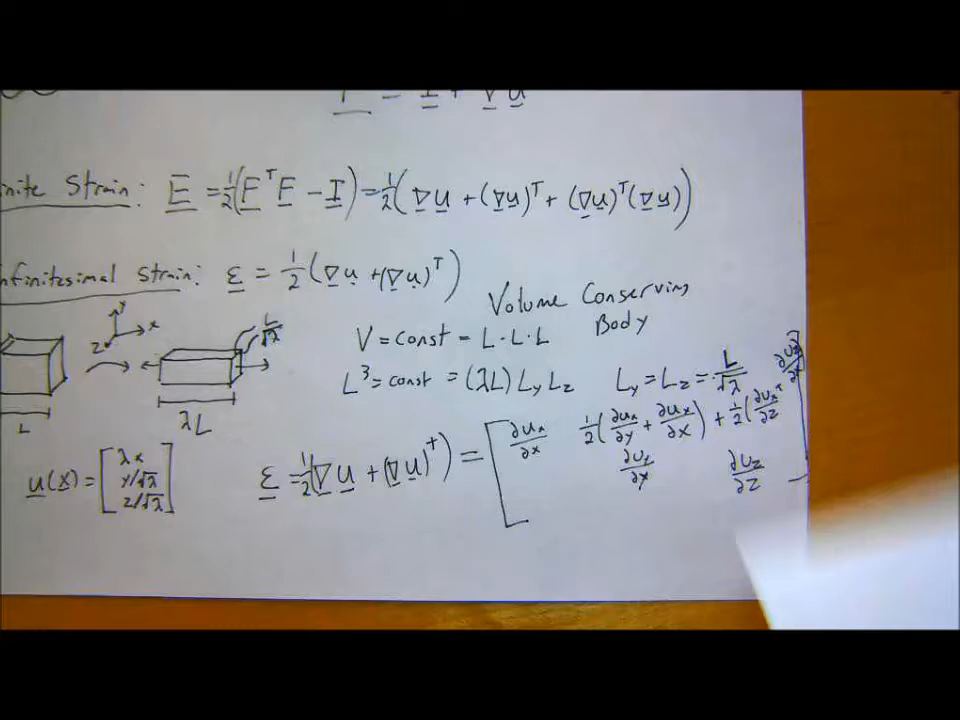 F = I + ∇u
nite Strain: E = ½(FᵀF − I) = ½(∇u + (∇u)ᵀ + (∇u)ᵀ(∇u))
nfinitesimal Strain: ε = ½(∇u + (∇u)ᵀ)
Volume Conserving
Body
y
x
z
L/√λ
V = const = L·L·L
L³ = const = (λL) Ly Lz
Ly = Lz = L/√λ
L
λL
u(x) = [λx
y/√λ
z/√λ]
ε = ½(∇u + (∇u)ᵀ) = [∂ux/∂x ½(∂ux/∂y + ∂ux/∂x) + ½(∂ux/∂z + ∂uz/∂x)
∂uy/∂y
∂uz/∂z